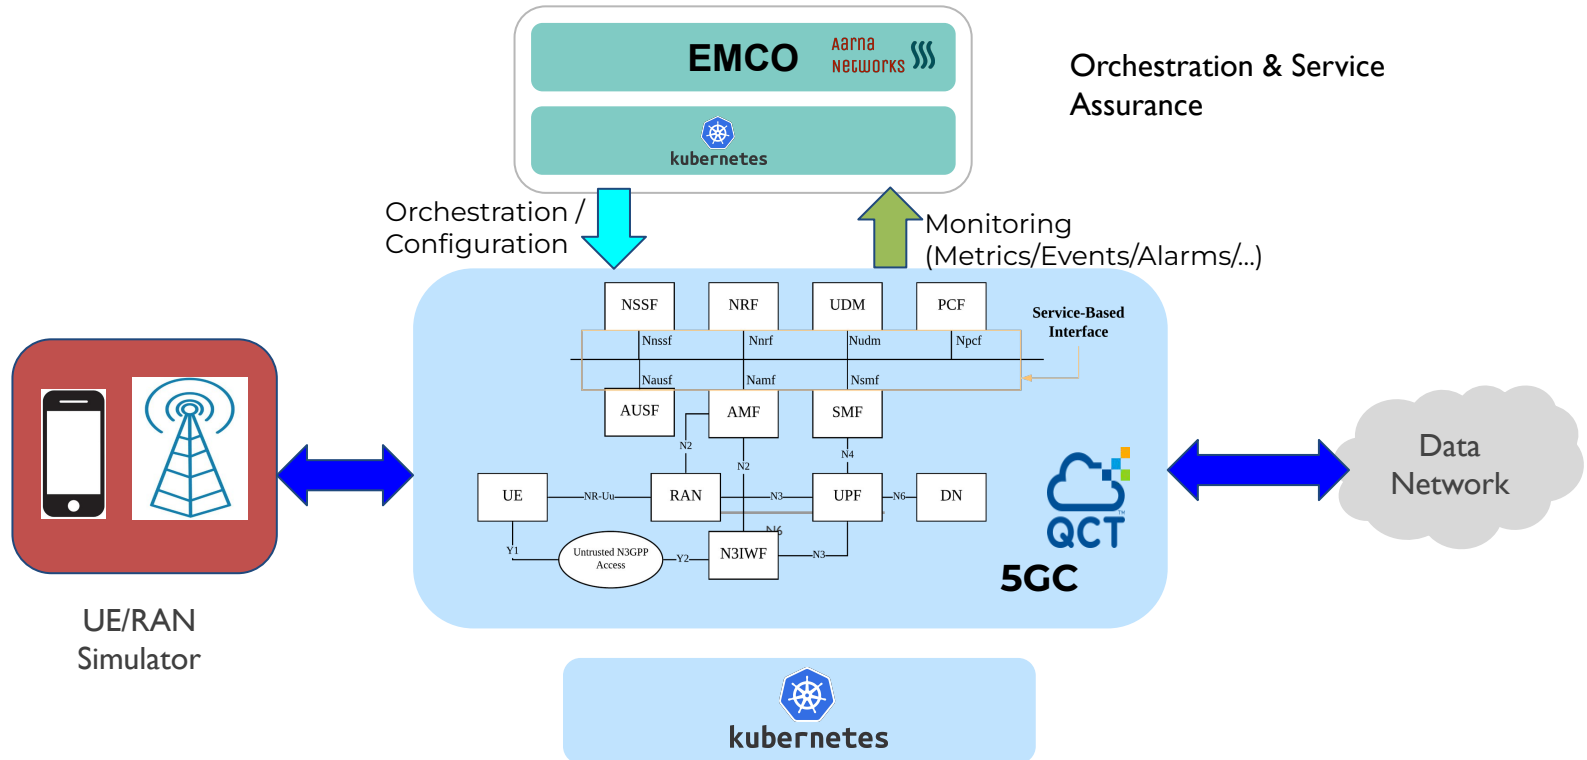 EMCO
Aarna
Networks
Orchestration & Service
Assurance
kubernetes
Orchestration /
Configuration
Monitoring
(Metrics/Events/Alarms/...)
NSSF
NRF
UDM
PCF
Service-Based
Interface
Nnssf
Nnrf
Nudm
Npcf
Nausf
Namf
Nsmf
AUSF
AMF
SMF
N2
N2
N4
UE
NR-Uu
RAN
N3
UPF
N6
DN
N6
Y1
Untrusted N3GPP
Access
Y2
N3IWF
N3
QCT
TM
5GC
Data
Network
UE/RAN
Simulator
kubernetes